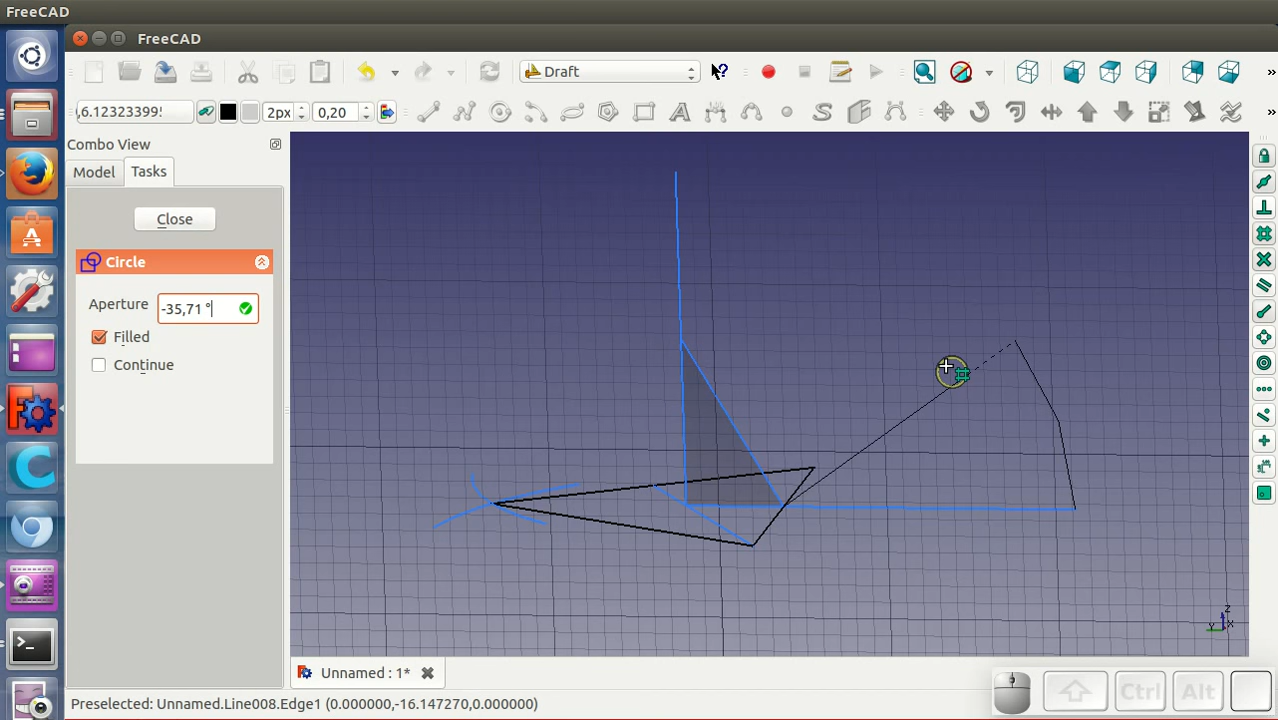 FreeCAD
FreeCAD
Draft
»
,6.12323399!
2px
0,20
A
S
»
Combo View
Model
Tasks
Close
Circle
Aperture
-35,71 °
Filled
Continue
Z
Y
X
Unnamed : 1*
Ctrl
Alt
Preselected: Unnamed.Line008.Edge1 (0.000000,-16.147270,0.000000)